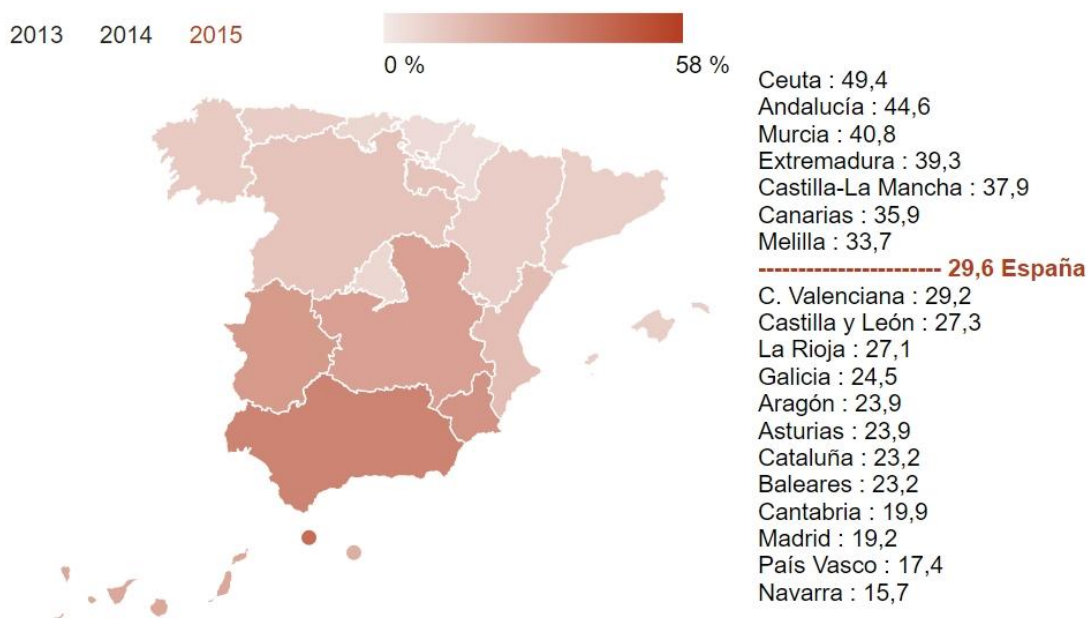 2013 2014 2015
0 % 58 %
Ceuta : 49,4
Andalucía : 44,6
Murcia : 40,8
Extremadura : 39,3
Castilla-La Mancha : 37,9
Canarias : 35,9
Melilla : 33,7
----------------------- 29,6 España
C. Valenciana : 29,2
Castilla y León : 27,3
La Rioja : 27,1
Galicia : 24,5
Aragón : 23,9
Asturias : 23,9
Cataluña : 23,2
Baleares : 23,2
Cantabria : 19,9
Madrid : 19,2
País Vasco : 17,4
Navarra : 15,7